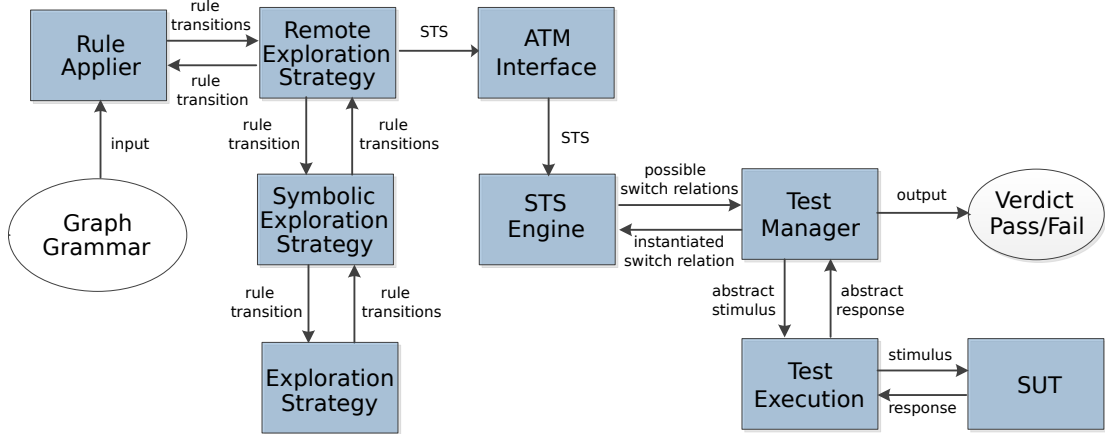 rule
transitions
Rule
Applier
rule
transition
Remote
Exploration
Strategy
STS
ATM
Interface
input
rule
transition
rule
transitions
STS
Graph
Grammar
Symbolic
Exploration
Strategy
STS
Engine
possible
switch relations
instantiated
switch relation
Test
Manager
output
Verdict
Pass/Fail
rule
transition
rule
transitions
abstract
stimulus
abstract
response
Exploration
Strategy
Test
Execution
stimulus
response
SUT